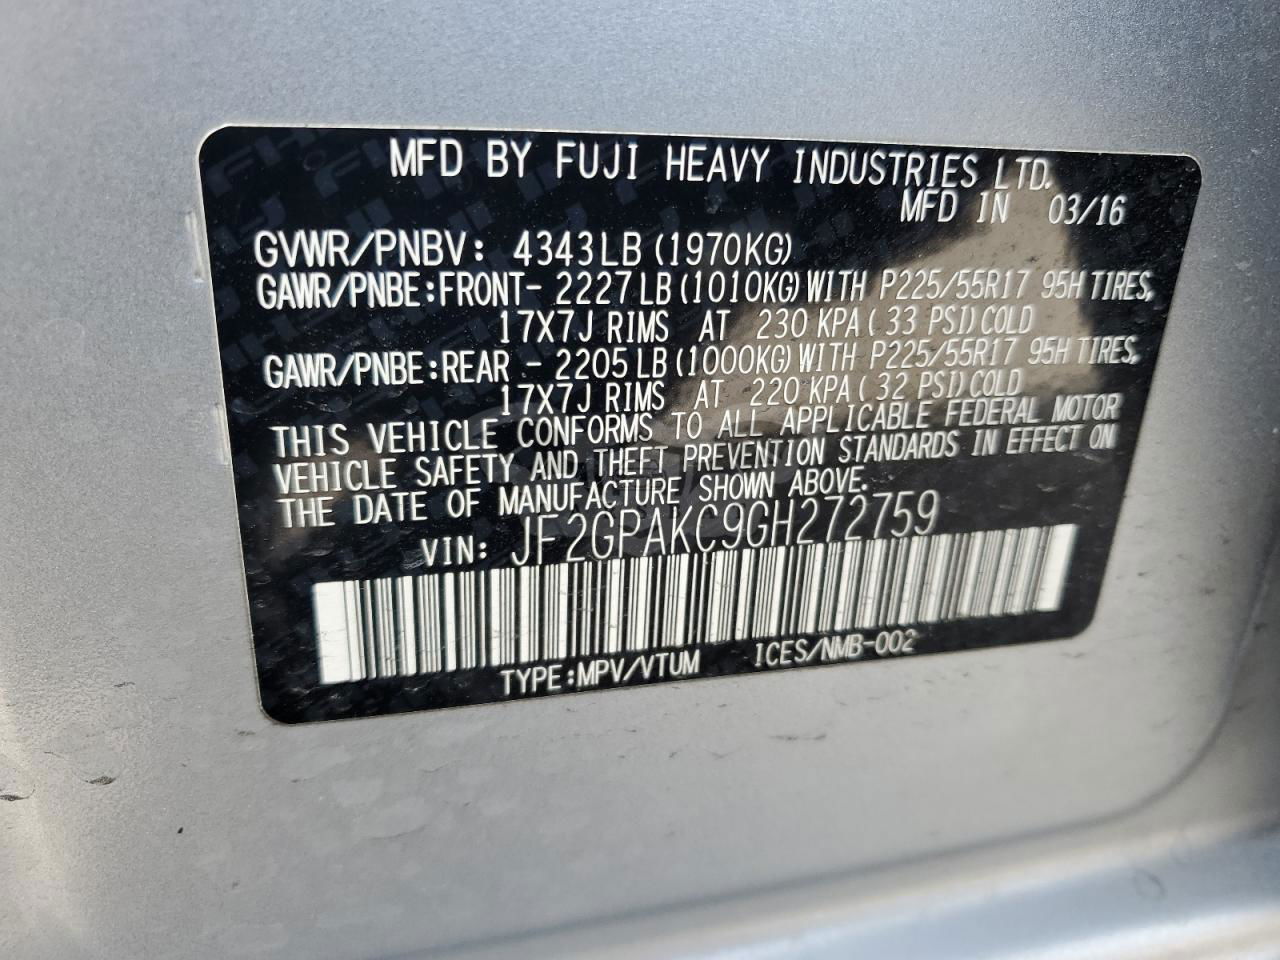 MFD BY FUJI HEAVY INDUSTRIES LTD.
MFD IN 03/16
GVWR/PNBV: 4343LB (1970KG)
GAWR/PNBE:FRONT- 2227LB (1010KG) WITH P225/55R17 95H TIRES,
17X7J RIMS AT 230 KPA ( 33 PSI) COLD
GAWR/PNBE:REAR - 2205LB (1000KG) WITH P225/55R17 95H TIRES,
17X7J RIMS AT 220 KPA ( 32 PSI) COLD
THIS VEHICLE CONFORMS TO ALL APPLICABLE FEDERAL MOTOR
VEHICLE SAFETY AND THEFT PREVENTION STANDARDS IN EFFECT ON
THE DATE OF MANUFACTURE SHOWN ABOVE.
VIN: JF2GPAKC9GH272759
TYPE:MPV/VTUM ICES/NMB-002